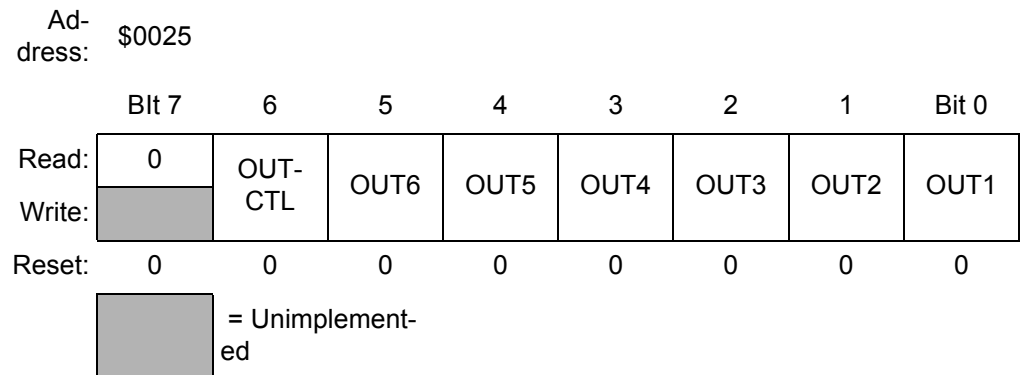 Ad-
dress: $0025
BIt 7 6 5 4 3 2 1 Bit 0
Read: 0 OUT-
CTL OUT6 OUT5 OUT4 OUT3 OUT2 OUT1
Write:
Reset: 0 0 0 0 0 0 0 0
= Unimplement-
ed